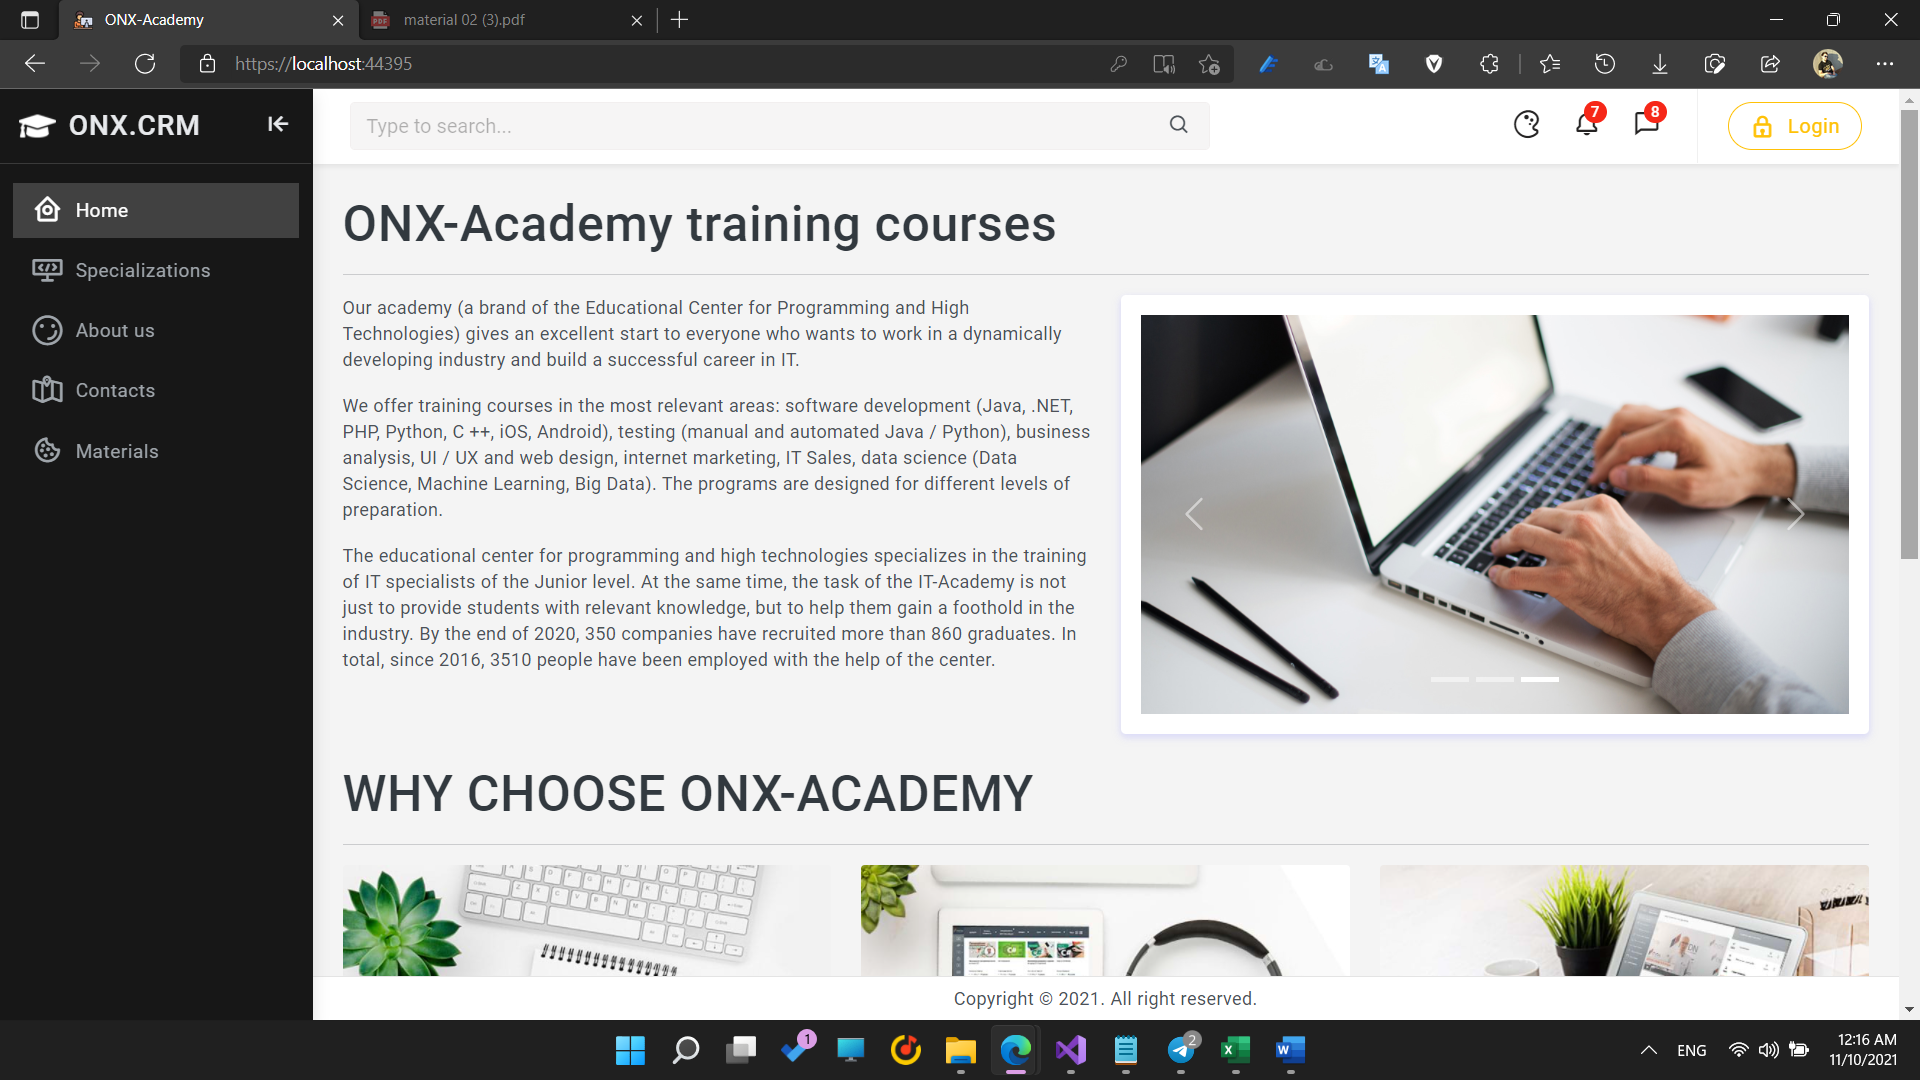 ONX-Academy
material 02 (3).pdf
https://localhost:44395
ONX.CRM
Type to search...
7
8
Login
Home
Specializations
About us
Contacts
Materials
ONX-Academy training courses
Our academy (a brand of the Educational Center for Programming and High
Technologies) gives an excellent start to everyone who wants to work in a dynamically
developing industry and build a successful career in IT.
We offer training courses in the most relevant areas: software development (Java, .NET,
PHP, Python, C ++, iOS, Android), testing (manual and automated Java / Python), business
analysis, UI / UX and web design, internet marketing, IT Sales, data science (Data
Science, Machine Learning, Big Data). The programs are designed for different levels of
preparation.
The educational center for programming and high technologies specializes in the training
of IT specialists of the Junior level. At the same time, the task of the IT-Academy is not
just to provide students with relevant knowledge, but to help them gain a foothold in the
industry. By the end of 2020, 350 companies have recruited more than 860 graduates. In
total, since 2016, 3510 people have been employed with the help of the center.
WHY CHOOSE ONX-ACADEMY
Copyright © 2021. All right reserved.
1
2
ENG
12:16 AM
11/10/2021